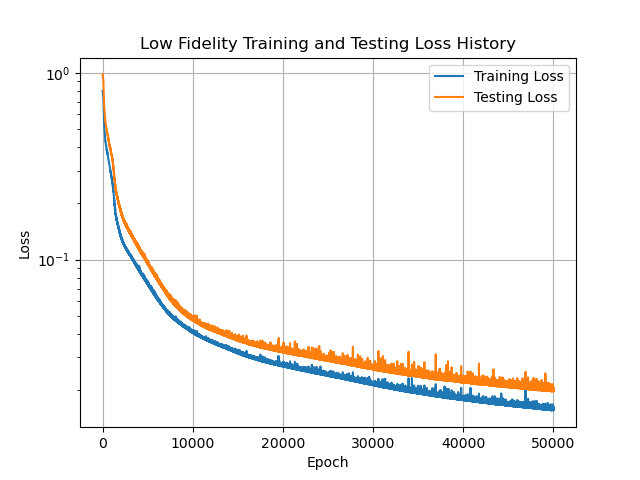 Low Fidelity Training and Testing Loss History
Training Loss
Testing Loss
10⁰
10⁻¹
Loss
0 10000 20000 30000 40000 50000
Epoch